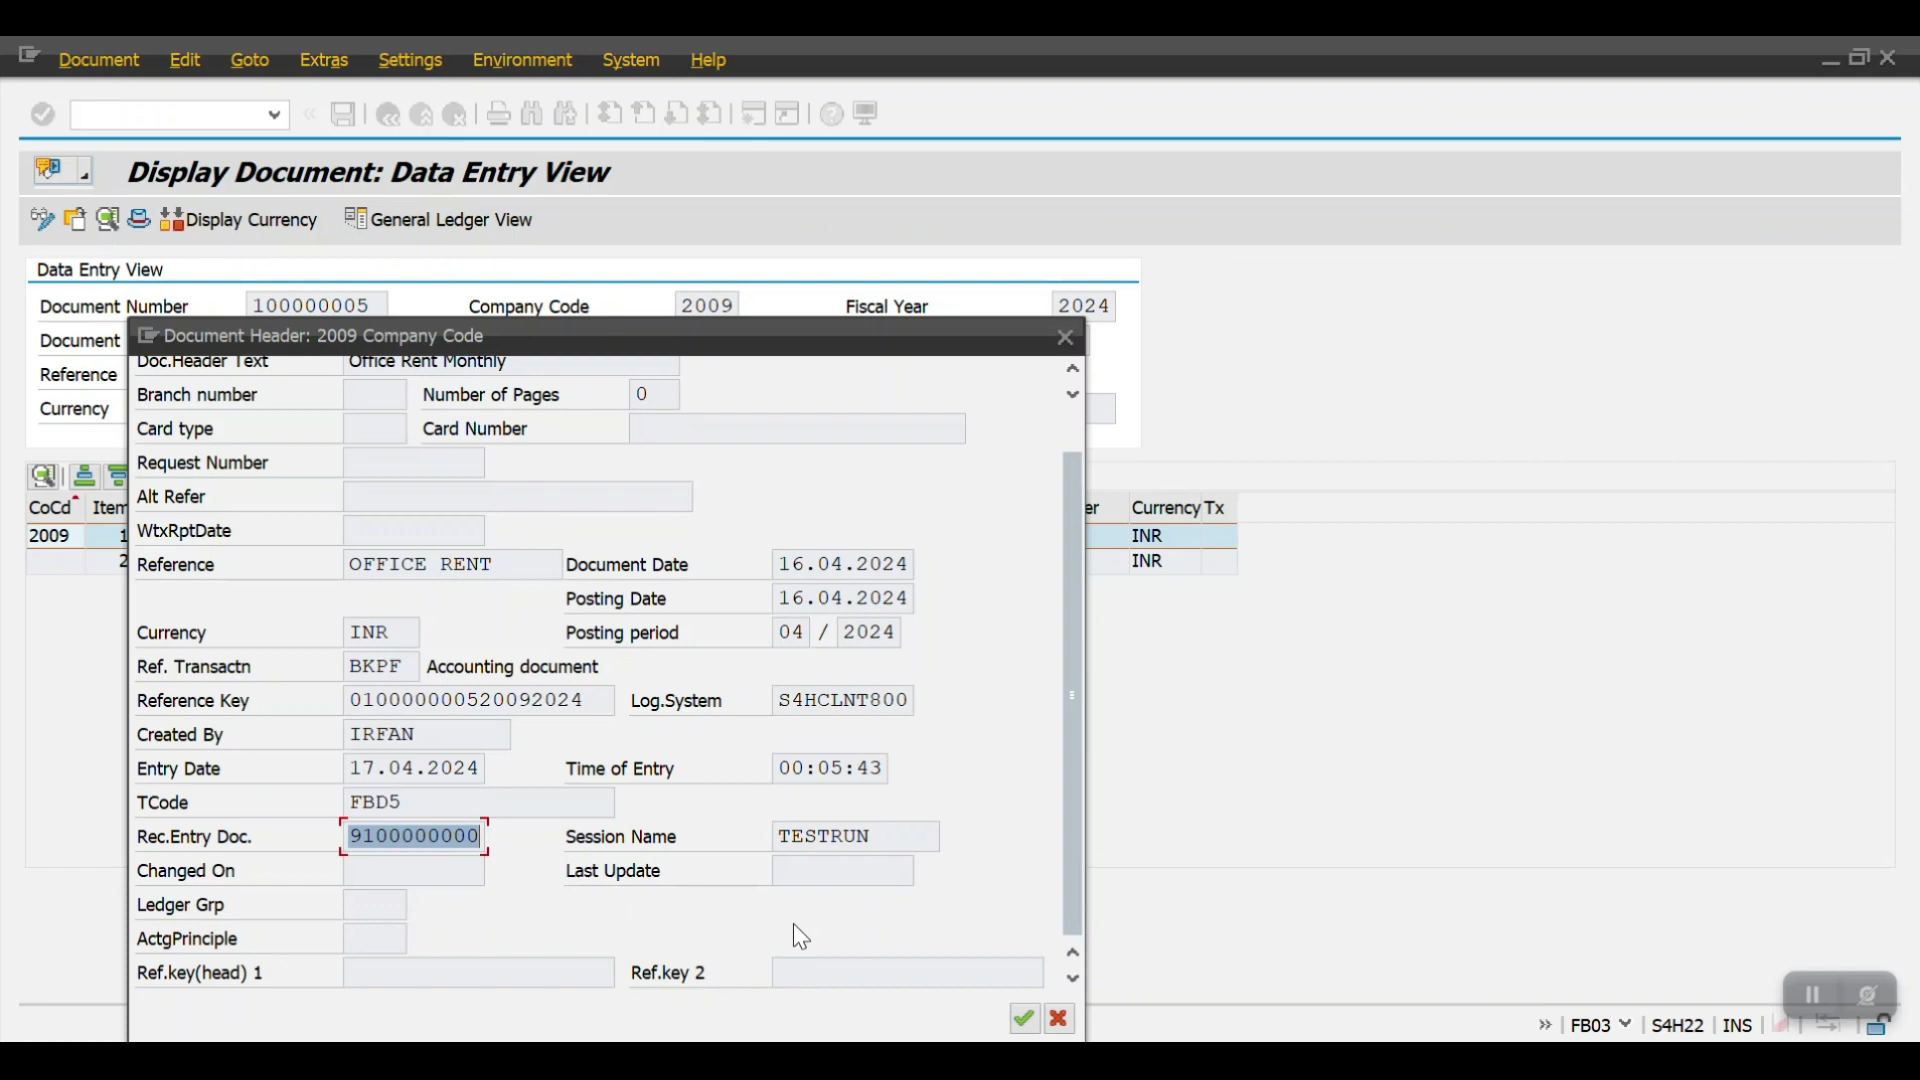 Document Edit Goto Extras Settings Environment System Help
Display Document: Data Entry View
Display Currency General Ledger View
Data Entry View
Document Number 100000005 Company Code 2009 Fiscal Year 2024
Document
Reference
Currency
Document Header: 2009 Company Code
Doc.Header Text Office Rent Monthly
Branch number Number of Pages 0
Card type Card Number
Request Number
Alt Refer
WtxRptDate
Reference OFFICE RENT Document Date 16.04.2024
Posting Date 16.04.2024
Currency INR Posting period 04 / 2024
Ref. Transactn BKPF Accounting document
Reference Key 010000000520092024 Log.System S4HCLNT800
Created By IRFAN
Entry Date 17.04.2024 Time of Entry 00:05:43
TCode FBD5
Rec.Entry Doc. 9100000000 Session Name TESTRUN
Changed On Last Update
Ledger Grp
ActgPrinciple
Ref.key(head) 1 Ref.key 2
CoCd Item er Currency Tx
2009 1 INR
2 INR
FB03 S4H22 INS